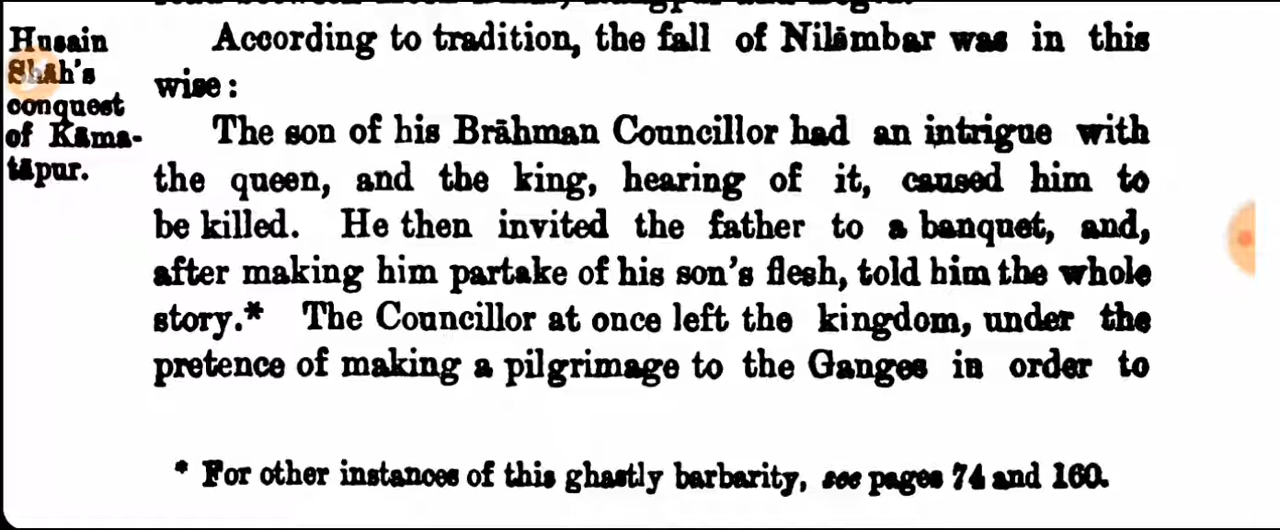 Husain
Shāh's
conquest
of Kāma-
tāpur.
According to tradition, the fall of Nilāmbar was in this
wise:
The son of his Brāhman Councillor had an intrigue with
the queen, and the king, hearing of it, caused him to
be killed. He then invited the father to a banquet, and,
after making him partake of his son's flesh, told him the whole
story.* The Councillor at once left the kingdom, under the
pretence of making a pilgrimage to the Ganges in order to
* For other instances of this ghastly barbarity, see pages 74 and 160.